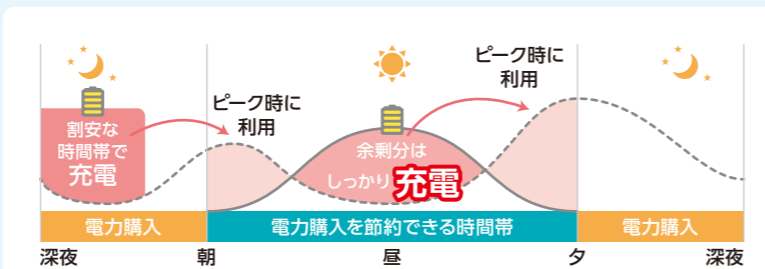 ピーク時に
利用
ピーク時に
利用
割安な
時間帯で
充電
余剰分は
しっかり充電
電力購入
電力購入を節約できる時間帯
電力購入
深夜
朝
昼
夕
深夜